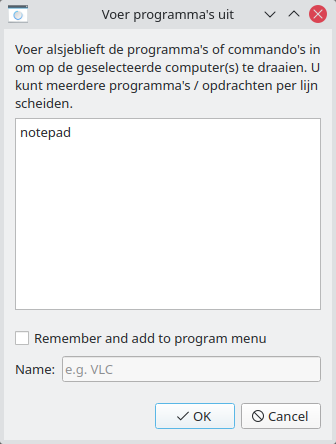 Voer programma's uit
Voer alsjeblieft de programma's of commando's in
om op de geselecteerde computer(s) te draaien. U
kunt meerdere programma's / opdrachten per lijn
scheiden.
notepad
Remember and add to program menu
Name: e.g. VLC
OK Cancel